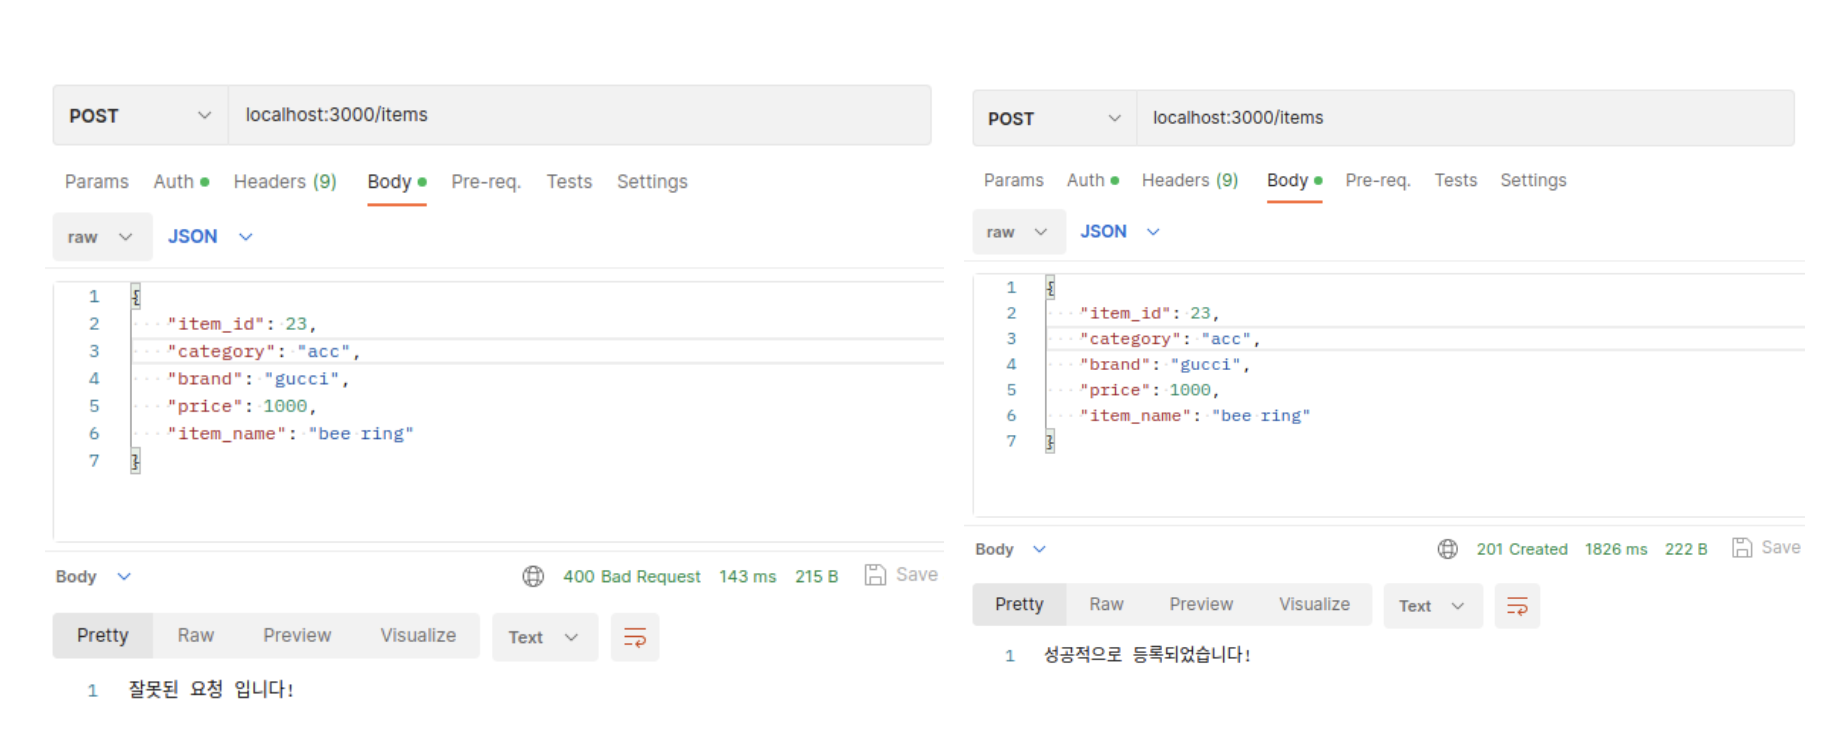 POST localhost:3000/items
Params Auth Headers (9) Body Pre-req. Tests Settings
raw JSON
1 {
2 "item_id": 23,
3 "category": "acc",
4 "brand": "gucci",
5 "price": 1000,
6 "item_name": "bee ring"
7 }
Body 400 Bad Request 143 ms 215 B Save
Pretty Raw Preview Visualize Text
1 잘못된 요청 입니다!
POST localhost:3000/items
Params Auth Headers (9) Body Pre-req. Tests Settings
raw JSON
1 {
2 "item_id": 23,
3 "category": "acc",
4 "brand": "gucci",
5 "price": 1000,
6 "item_name": "bee ring"
7 }
Body 201 Created 1826 ms 222 B Save
Pretty Raw Preview Visualize Text
1 성공적으로 등록되었습니다!